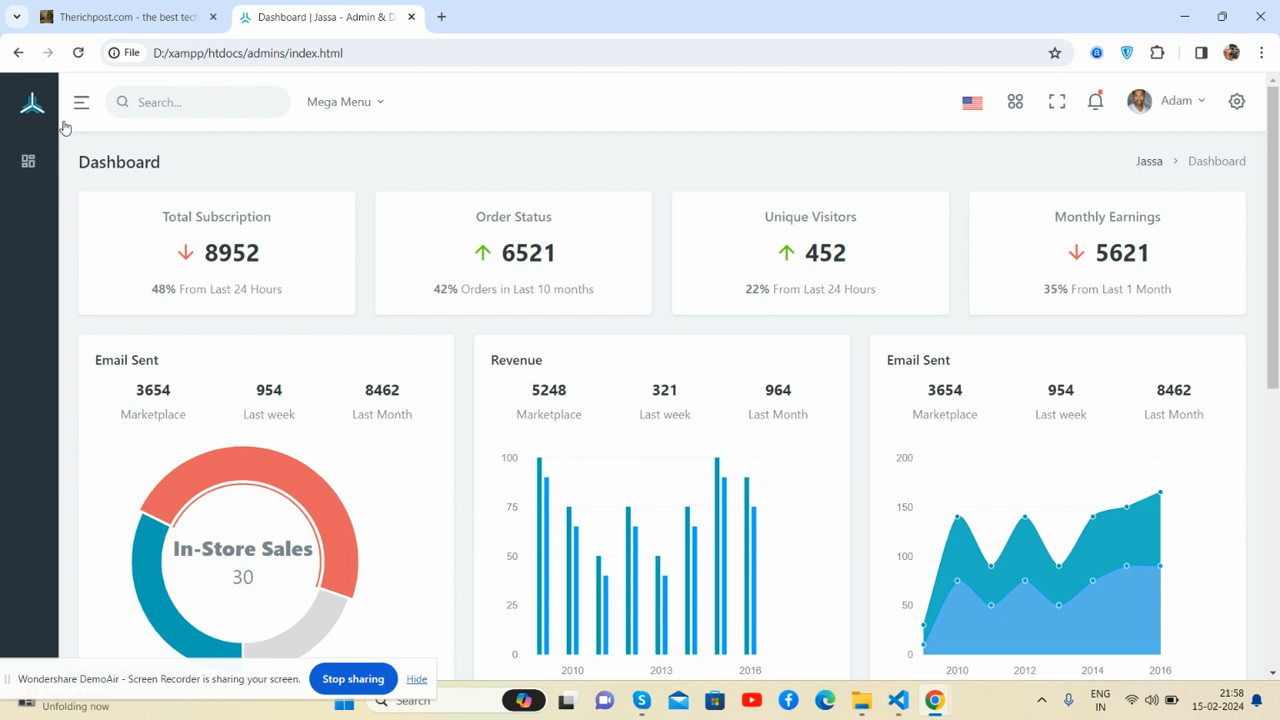 Therichpost.com - the best tech
Dashboard | Jassa - Admin & D
File
D:/xampp/htdocs/admins/index.html
Search...
Mega Menu
Adam
Dashboard
Jassa > Dashboard
Total Subscription
8952
48% From Last 24 Hours
Order Status
6521
42% Orders in Last 10 months
Unique Visitors
452
22% From Last 24 Hours
Monthly Earnings
5621
35% From Last 1 Month
Email Sent
3654 954 8462
Marketplace Last week Last Month
In-Store Sales
30
Revenue
5248 321 964
Marketplace Last week Last Month
100
75
50
25
0
2010 2013 2016
Email Sent
3654 954 8462
Marketplace Last week Last Month
200
150
100
50
0
2010 2012 2014 2016
Wondershare DemoAir - Screen Recorder is sharing your screen.
Stop sharing
Hide
Unfolding now
Search
ENG
IN
21:58
15-02-2024